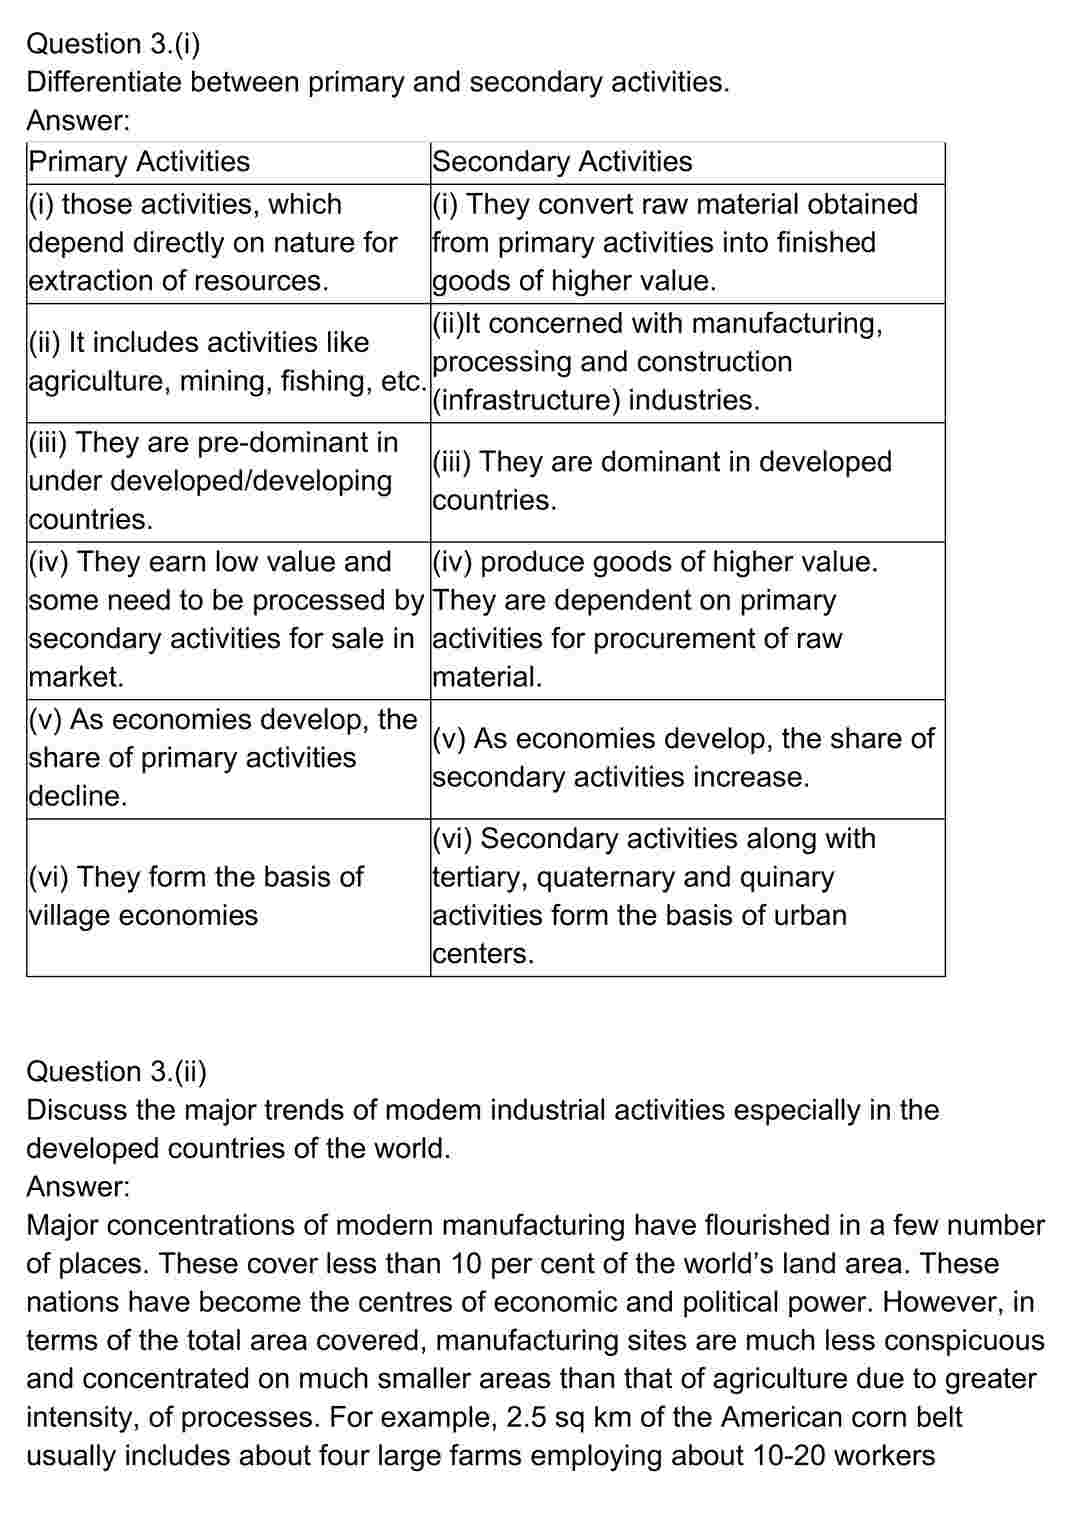 Question 3.(i)
Differentiate between primary and secondary activities.
Answer:
Primary Activities
Secondary Activities
(i) those activities, which
depend directly on nature for
extraction of resources.
(i) They convert raw material obtained
from primary activities into finished
goods of higher value.
(ii) It includes activities like
agriculture, mining, fishing, etc.
(ii)It concerned with manufacturing,
processing and construction
(infrastructure) industries.
(iii) They are pre-dominant in
under developed/developing
countries.
(iii) They are dominant in developed
countries.
(iv) They earn low value and
some need to be processed by
secondary activities for sale in
market.
(iv) produce goods of higher value.
They are dependent on primary
activities for procurement of raw
material.
(v) As economies develop, the
share of primary activities
decline.
(v) As economies develop, the share of
secondary activities increase.
(vi) They form the basis of
village economies
(vi) Secondary activities along with
tertiary, quaternary and quinary
activities form the basis of urban
centers.
Question 3.(ii)
Discuss the major trends of modem industrial activities especially in the
developed countries of the world.
Answer:
Major concentrations of modern manufacturing have flourished in a few number
of places. These cover less than 10 per cent of the world’s land area. These
nations have become the centres of economic and political power. However, in
terms of the total area covered, manufacturing sites are much less conspicuous
and concentrated on much smaller areas than that of agriculture due to greater
intensity, of processes. For example, 2.5 sq km of the American corn belt
usually includes about four large farms employing about 10-20 workers